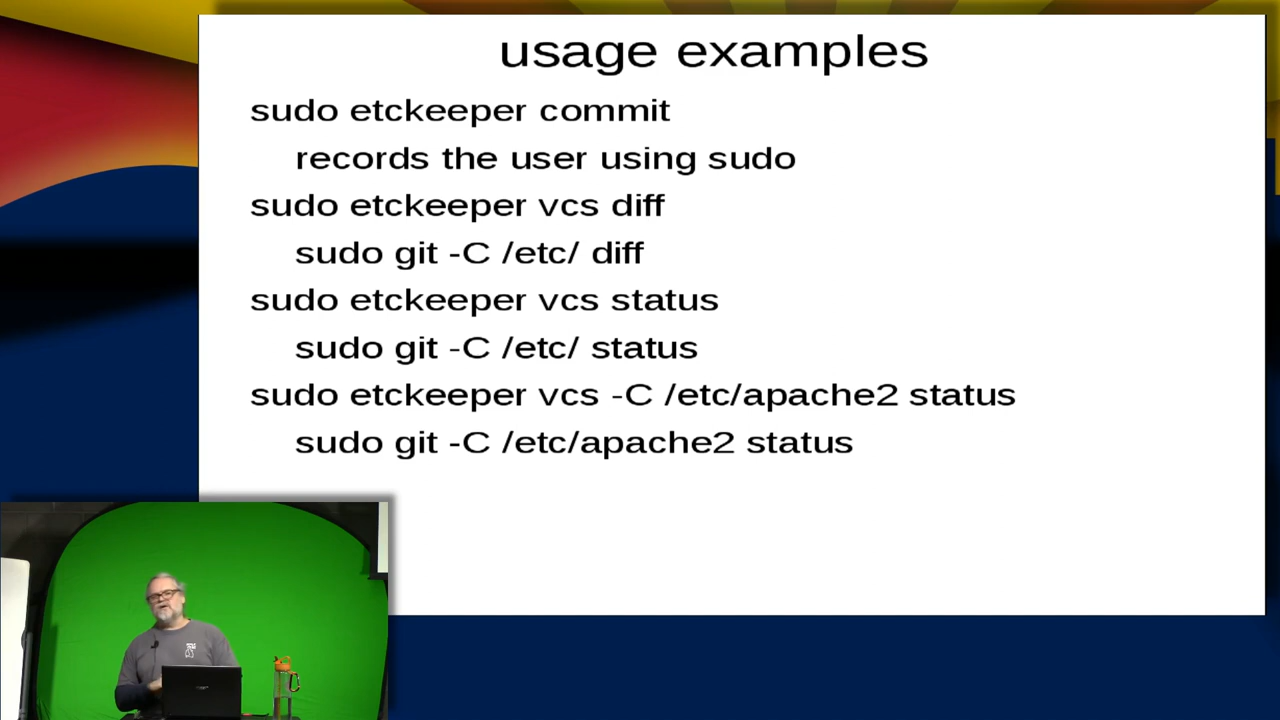 usage examples
sudo etckeeper commit
records the user using sudo
sudo etckeeper vcs diff
sudo git -C /etc/ diff
sudo etckeeper vcs status
sudo git -C /etc/ status
sudo etckeeper vcs -C /etc/apache2 status
sudo git -C /etc/apache2 status